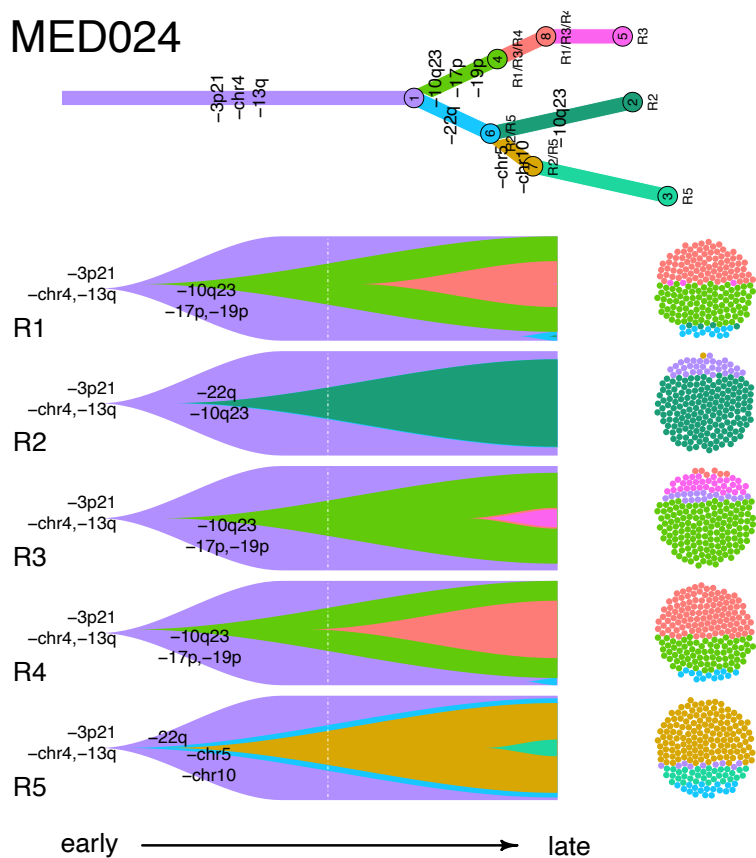 MED024
−3p21
−chr4
−13q
1
−10q23
−17p
−19p
4
R1/R3/R4
8
R1/R3/R4
5
R3
−22q
6
R2/R5
−10q23
2
R2
−chr5
−chr10
7
R2/R5
3
R5
−3p21
−chr4,−13q
R1
−10q23
−17p,−19p
−3p21
−chr4,−13q
R2
−22q
−10q23
−3p21
−chr4,−13q
R3
−10q23
−17p,−19p
−3p21
−chr4,−13q
R4
−10q23
−17p,−19p
−3p21
−chr4,−13q
R5
−22q
−chr5
−chr10
early
late